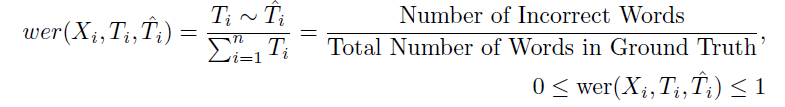 wer(X_i, T_i, \hat{T}_i) = \frac{T_i \sim \hat{T}_i}{\sum_{i=1}^{n} T_i} = \frac{\text{Number of Incorrect Words}}{\text{Total Number of Words in Ground Truth}},
0 \leq \text{wer}(X_i, T_i, \hat{T}_i) \leq 1